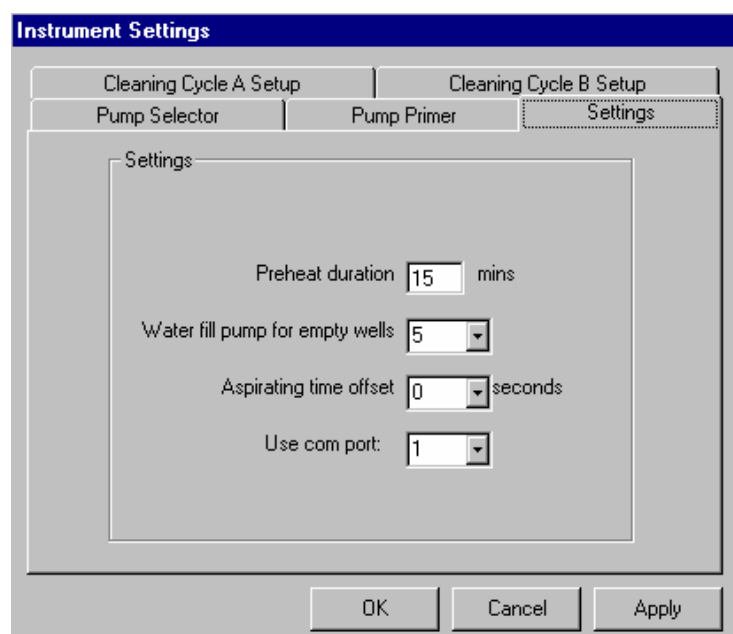 Instrument Settings
Cleaning Cycle A Setup Cleaning Cycle B Setup
Pump Selector Pump Primer Settings
Settings
Preheat duration 15 mins
Water fill pump for empty wells 5
Aspirating time offset 0 seconds
Use com port: 1
OK Cancel Apply